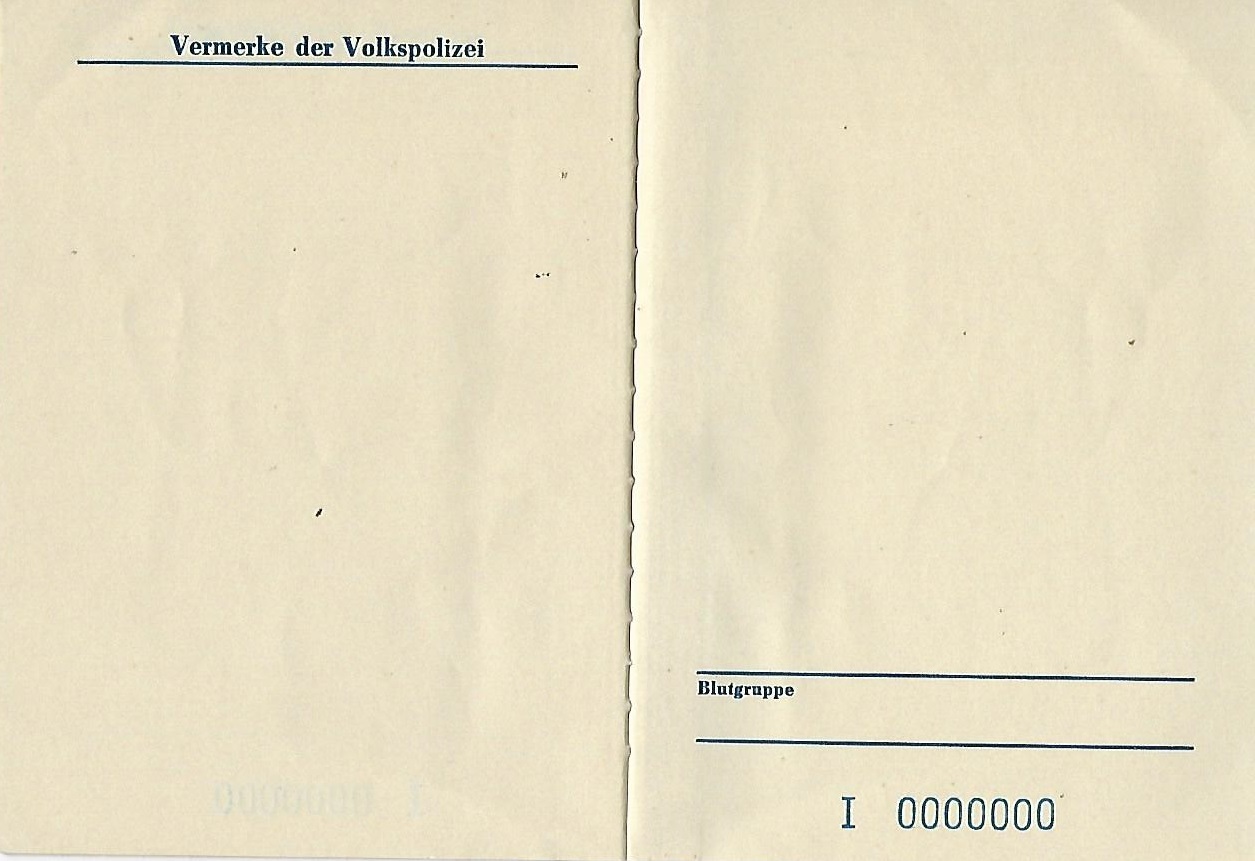 Vermerke der Volkspolizei
Blutgruppe
I 0000000